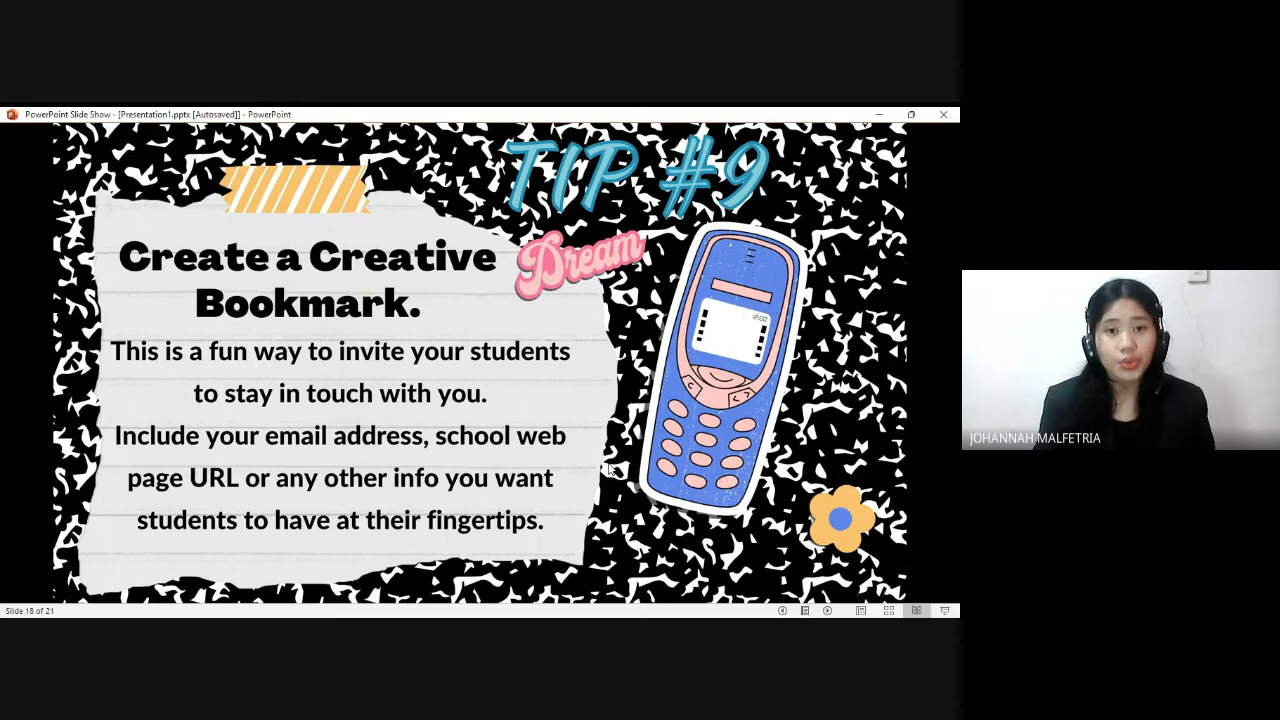 PowerPoint Slide Show - [Presentation1.pptx [Autosaved]] - PowerPoint
TIP #9
Dream
Create a Creative
Bookmark.
This is a fun way to invite your students
to stay in touch with you.
Include your email address, school web
page URL or any other info you want
students to have at their fingertips.
12:00
C
JOHANNAH MALFETRIA
Slide 18 of 21